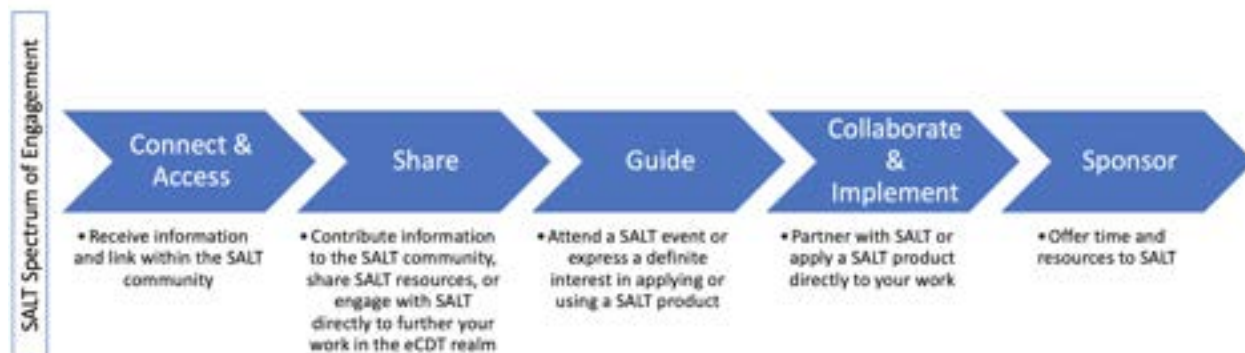 SALT Spectrum of Engagement
Connect &
Access
Share
Guide
Collaborate
&
Implement
Sponsor
• Receive information
and link within the SALT
community
• Contribute information
to the SALT community,
share SALT resources, or
engage with SALT
directly to further your
work in the eCDT realm
• Attend a SALT event or
express a definite
interest in applying or
using a SALT product
• Partner with SALT or
apply a SALT product
directly to your work
• Offer time and
resources to SALT